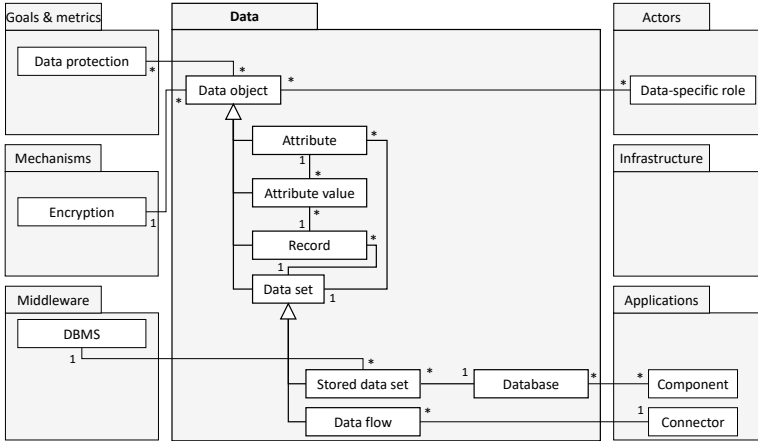 Goals & metrics
Data
Actors
Data protection
*
*
Data object
*
*
*
Data-specific role
Mechanisms
Encryption
1
Infrastructure
Attribute
*
1
*
Attribute value
*
1
Record
*
1
Data set
1
Middleware
DBMS
1
Applications
*
Stored data set
*
1
Database
*
*
Component
Data flow
*
1
Connector